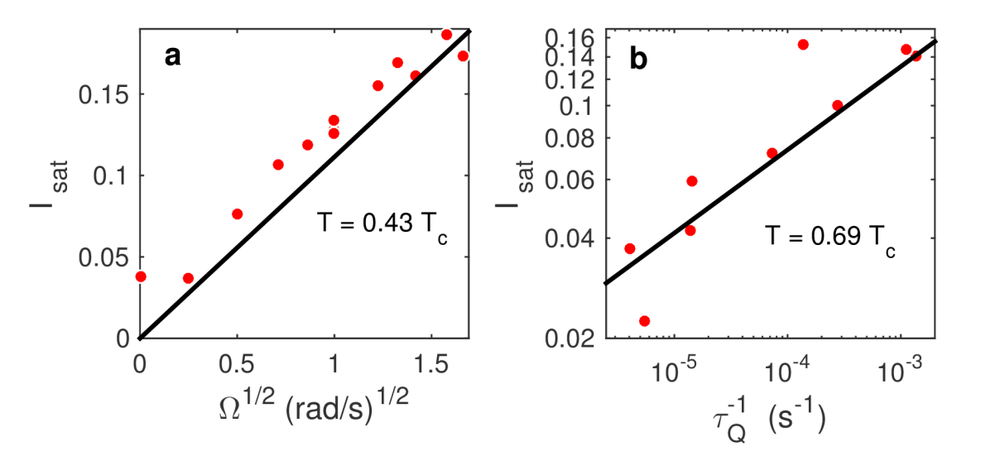 a
0.15
0.1
0.05
0
I_sat
T = 0.43 T_c
0
0.5
1
1.5
Ω^1/2 (rad/s)^1/2
b
0.16
0.14
0.12
0.1
0.08
0.06
0.04
0.02
I_sat
T = 0.69 T_c
10^-5
10^-4
10^-3
τ_Q^-1 (s^-1)